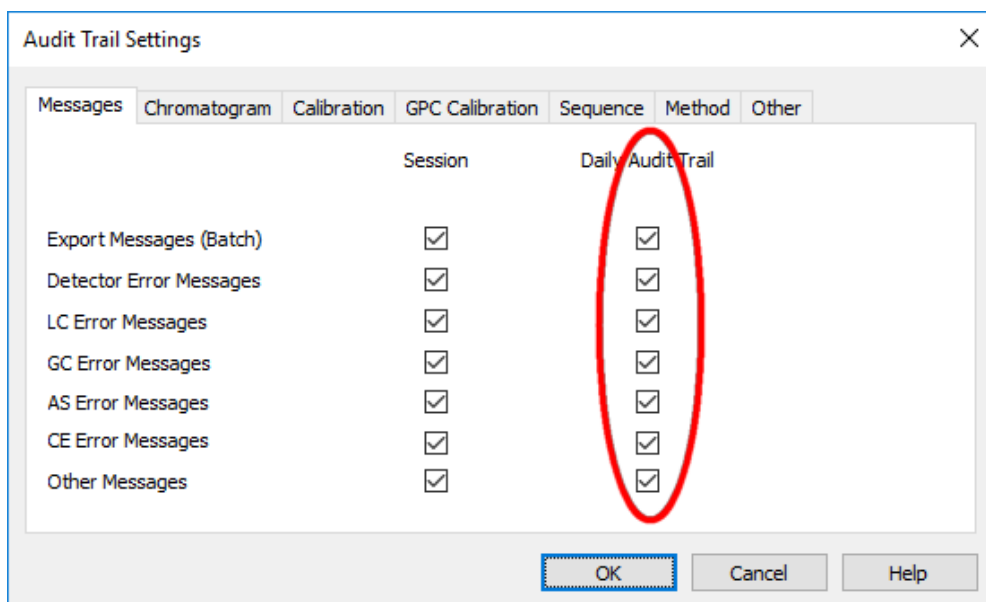 Audit Trail Settings
Messages Chromatogram Calibration GPC Calibration Sequence Method Other
Session Daily Audit Trail
Export Messages (Batch)
Detector Error Messages
LC Error Messages
GC Error Messages
AS Error Messages
CE Error Messages
Other Messages
OK Cancel Help